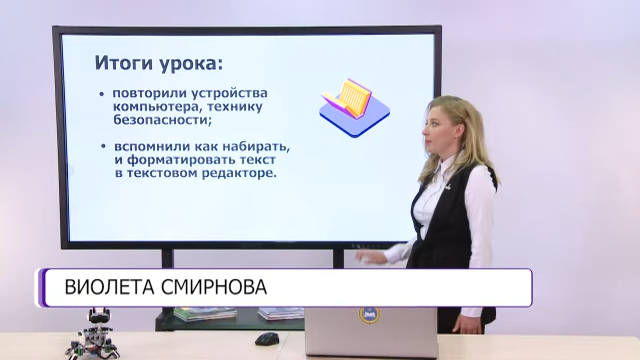 Итоги урока:
• повторили устройства
компьютера, технику
безопасности;
• вспомнили как набирать,
и форматировать текст
в текстовом редакторе.
ВИОЛЕТА СМИРНОВА